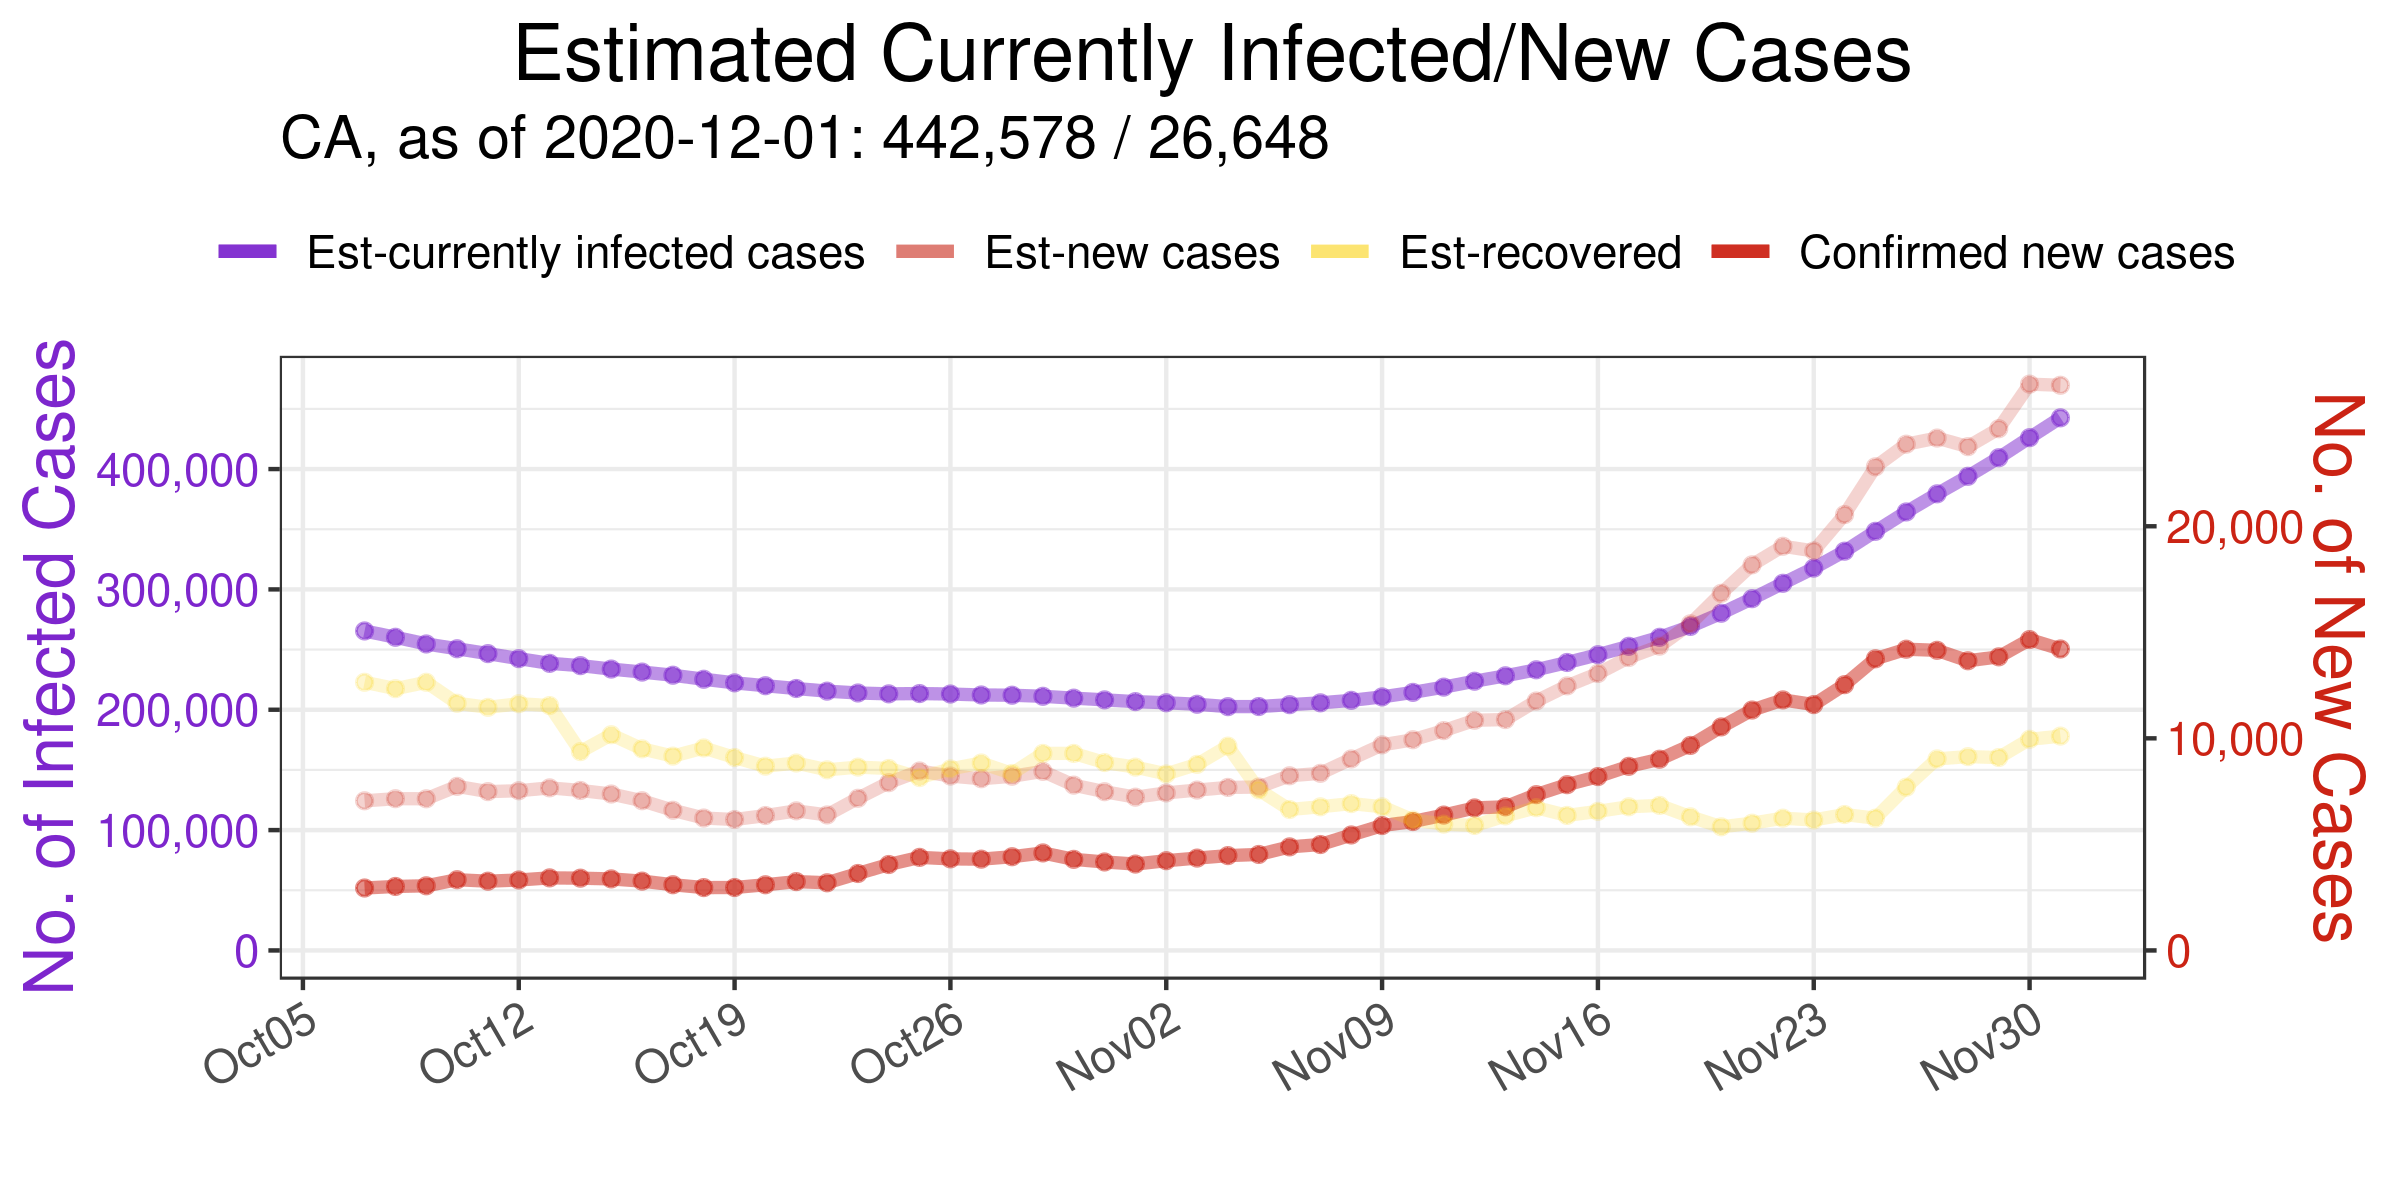 Estimated Currently Infected/New Cases
CA, as of 2020-12-01: 442,578 / 26,648
Est-currently infected cases Est-new cases Est-recovered Confirmed new cases
No. of Infected Cases
400,000
300,000
200,000
100,000
0
20,000
10,000
0
No. of New Cases
Oct05 Oct12 Oct19 Oct26 Nov02 Nov09 Nov16 Nov23 Nov30